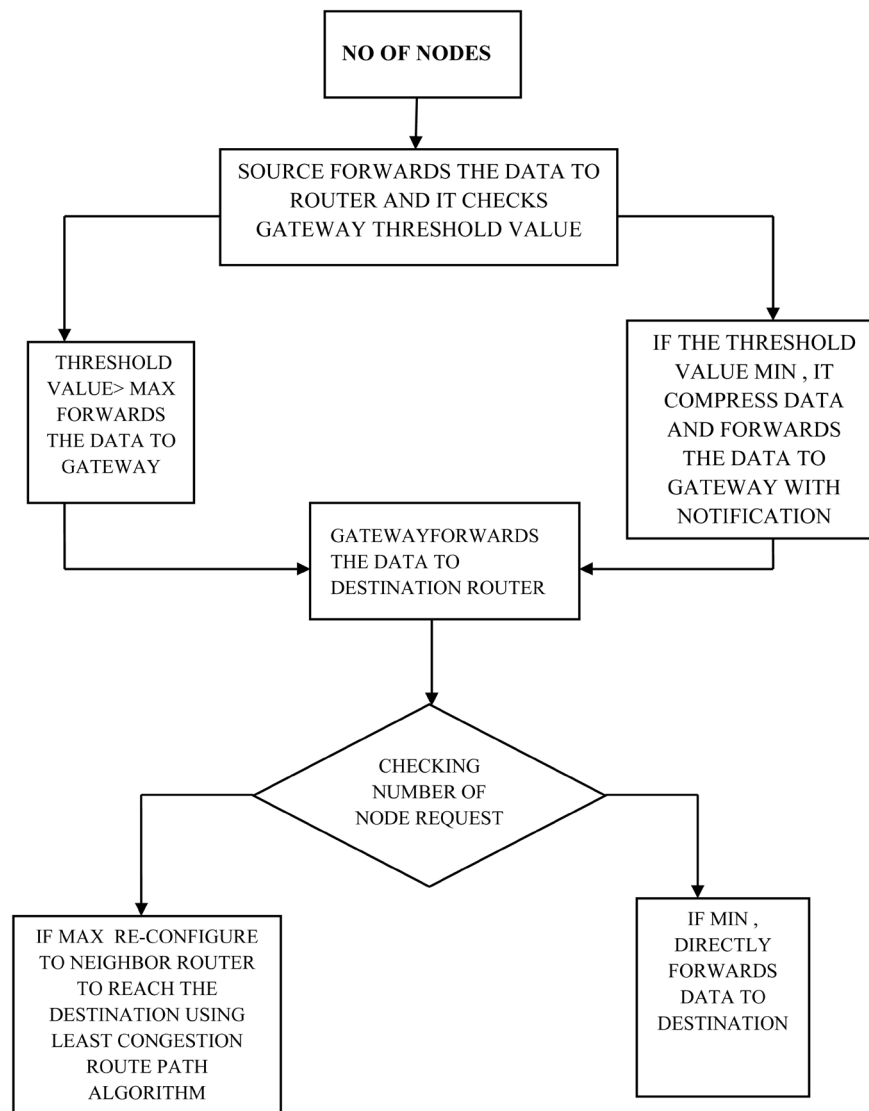 NO OF NODES
SOURCE FORWARDS THE DATA TO
ROUTER AND IT CHECKS
GATEWAY THRESHOLD VALUE
THRESHOLD
VALUE> MAX
FORWARDS
THE DATA TO
GATEWAY
IF THE THRESHOLD
VALUE MIN , IT
COMPRESS DATA
AND FORWARDS
THE DATA TO
GATEWAY WITH
NOTIFICATION
GATEWAYFORWARDS
THE DATA TO
DESTINATION ROUTER
CHECKING
NUMBER OF
NODE REQUEST
IF MAX RE-CONFIGURE
TO NEIGHBOR ROUTER
TO REACH THE
DESTINATION USING
LEAST CONGESTION
ROUTE PATH
ALGORITHM
IF MIN ,
DIRECTLY
FORWARDS
DATA TO
DESTINATION